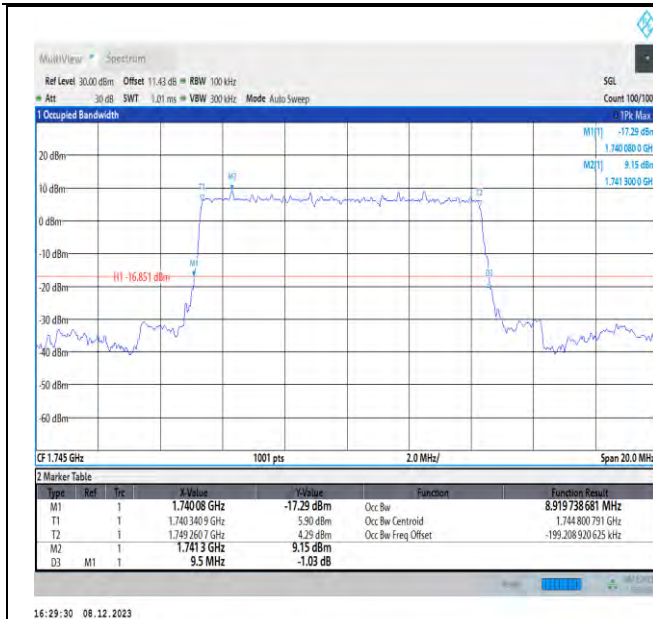 MultiView Spectrum
Ref Level 30.00 dBm Offset 11.43 dB RBW 100 kHz SGL
Att 30 dB SWT 1.01 ms VBW 300 kHz Mode Auto Sweep Count 100/100
1 Occupied Bandwidth 1Pk Max
M1[1] -17.29 dBm
1.740 080 0 GHz
M2[1] 9.15 dBm
1.741 300 0 GHz
20 dBm
10 dBm
T1
M2
T2
0 dBm
-10 dBm
M1
D3
H1 -16.851 dBm
-20 dBm
-30 dBm
-40 dBm
-50 dBm
-60 dBm
CF 1.745 GHz 1001 pts 2.0 MHz/ Span 20.0 MHz
2 Marker Table
Type Ref Trc X-Value Y-Value Function Function Result
M1 1 1.740 08 GHz -17.29 dBm Occ Bw 8.919 738 681 MHz
T1 1 1.740 340 9 GHz 5.90 dBm Occ Bw Centroid 1.744 800 791 GHz
T2 1 1.749 260 7 GHz 4.29 dBm Occ Bw Freq Offset -199.208 920 625 kHz
M2 1 1.741 3 GHz 9.15 dBm
D3 M1 1 9.5 MHz -1.03 dB
16:29:30 08.12.2023